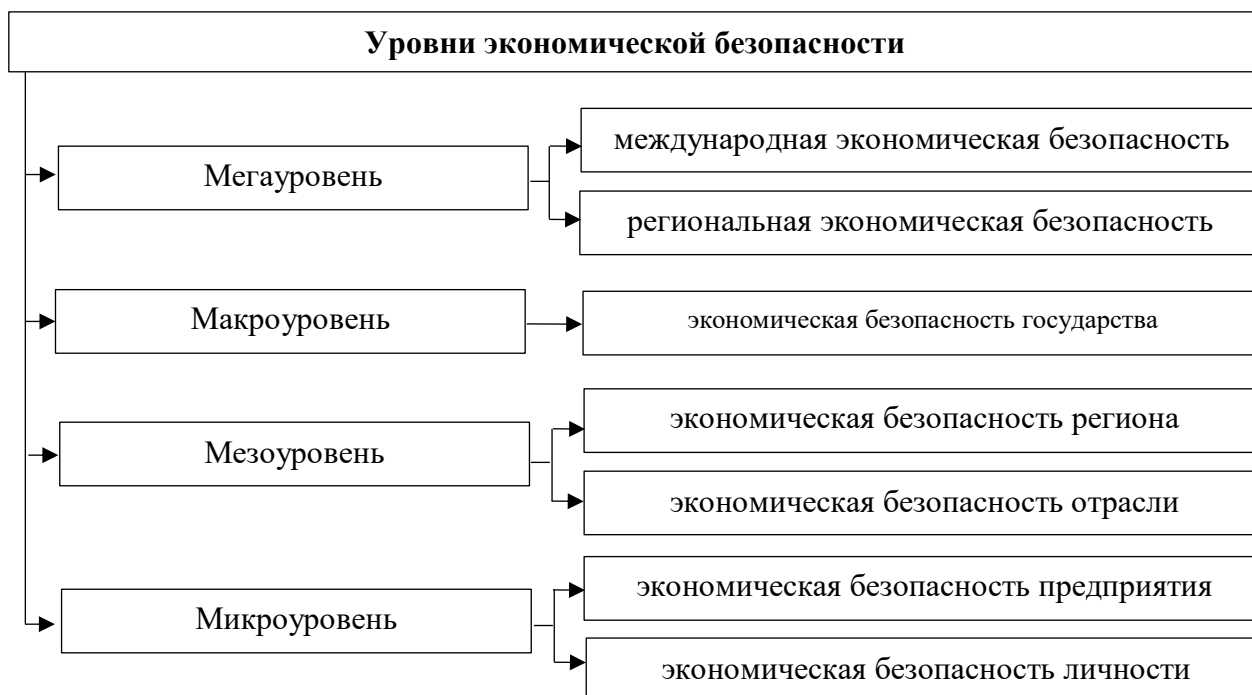 Уровни экономической безопасности
Мегауровень
международная экономическая безопасность
региональная экономическая безопасность
Макроуровень
экономическая безопасность государства
Мезоуровень
экономическая безопасность региона
экономическая безопасность отрасли
Микроуровень
экономическая безопасность предприятия
экономическая безопасность личности